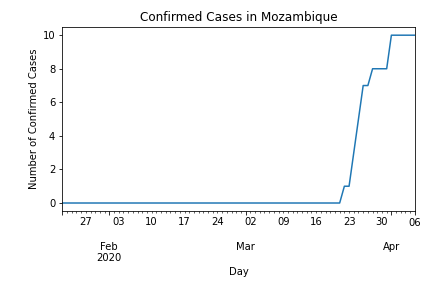 Confirmed Cases in Mozambique
Number of Confirmed Cases
10
8
6
4
2
0
27 03 10 17 24 02 09 16 23 30 06
Feb Mar Apr
2020
Day